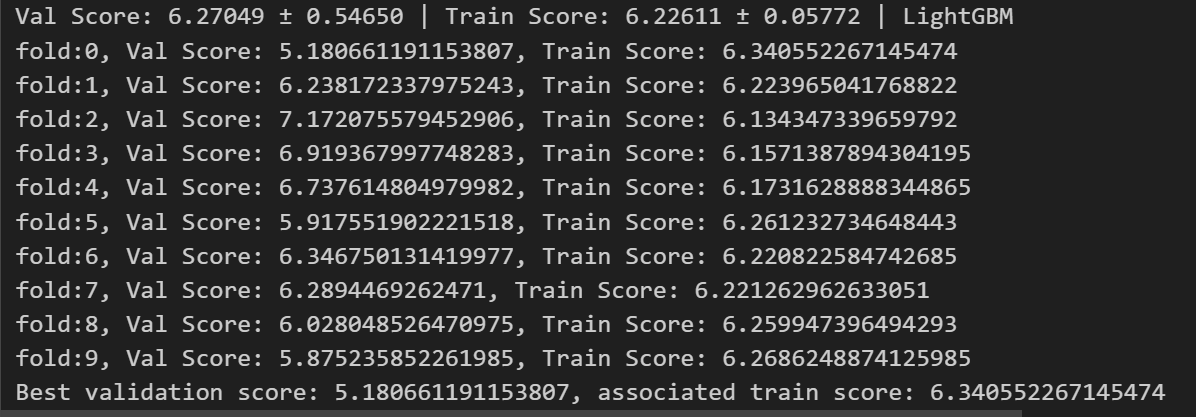 Val Score: 6.27049 ± 0.54650 | Train Score: 6.22611 ± 0.05772 | LightGBM
fold:0, Val Score: 5.180661191153807, Train Score: 6.340552267145474
fold:1, Val Score: 6.238172337975243, Train Score: 6.223965041768822
fold:2, Val Score: 7.172075579452906, Train Score: 6.134347339659792
fold:3, Val Score: 6.919367997748283, Train Score: 6.1571387894304195
fold:4, Val Score: 6.737614804979982, Train Score: 6.1731628888344865
fold:5, Val Score: 5.917551902221518, Train Score: 6.261232734648443
fold:6, Val Score: 6.346750131419977, Train Score: 6.220822584742685
fold:7, Val Score: 6.2894469262471, Train Score: 6.221262962633051
fold:8, Val Score: 6.028048526470975, Train Score: 6.259947396494293
fold:9, Val Score: 5.875235852261985, Train Score: 6.2686248874125985
Best validation score: 5.180661191153807, associated train score: 6.340552267145474